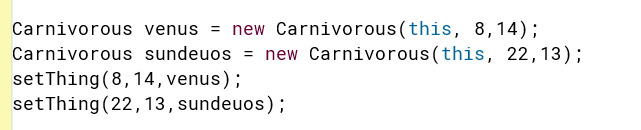 Carnivorous venus = new Carnivorous(this, 8,14);
Carnivorous sundeuos = new Carnivorous(this, 22,13);
setThing(8,14,venus);
setThing(22,13,sundeuos);